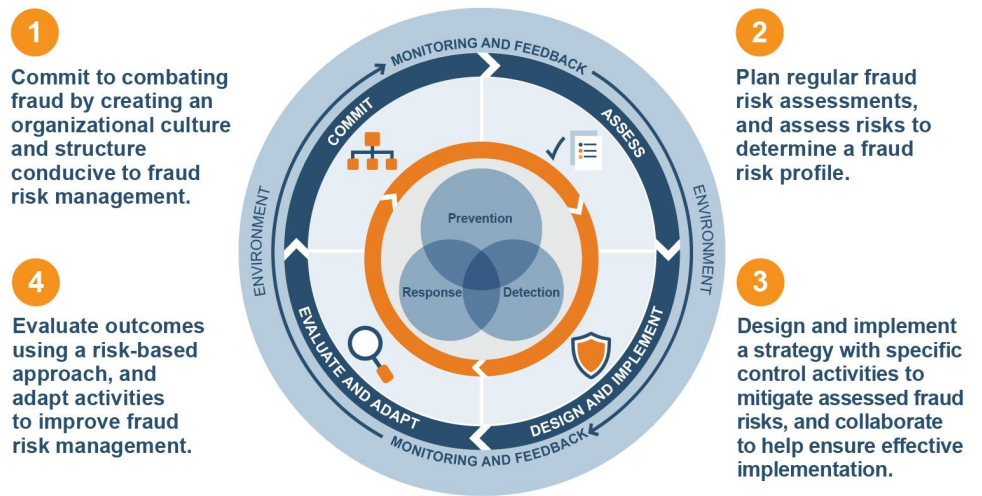 1
Commit to combating
fraud by creating an
organizational culture
and structure
conducive to fraud
risk management.
2
Plan regular fraud
risk assessments,
and assess risks to
determine a fraud
risk profile.
MONITORING AND FEEDBACK
COMMIT
ASSESS
ENVIRONMENT
ENVIRONMENT
Prevention
Response
Detection
EVALUATE AND ADAPT
DESIGN AND IMPLEMENT
MONITORING AND FEEDBACK
4
Evaluate outcomes
using a risk-based
approach, and
adapt activities
to improve fraud
risk management.
3
Design and implement
a strategy with specific
control activities to
mitigate assessed fraud
risks, and collaborate
to help ensure effective
implementation.